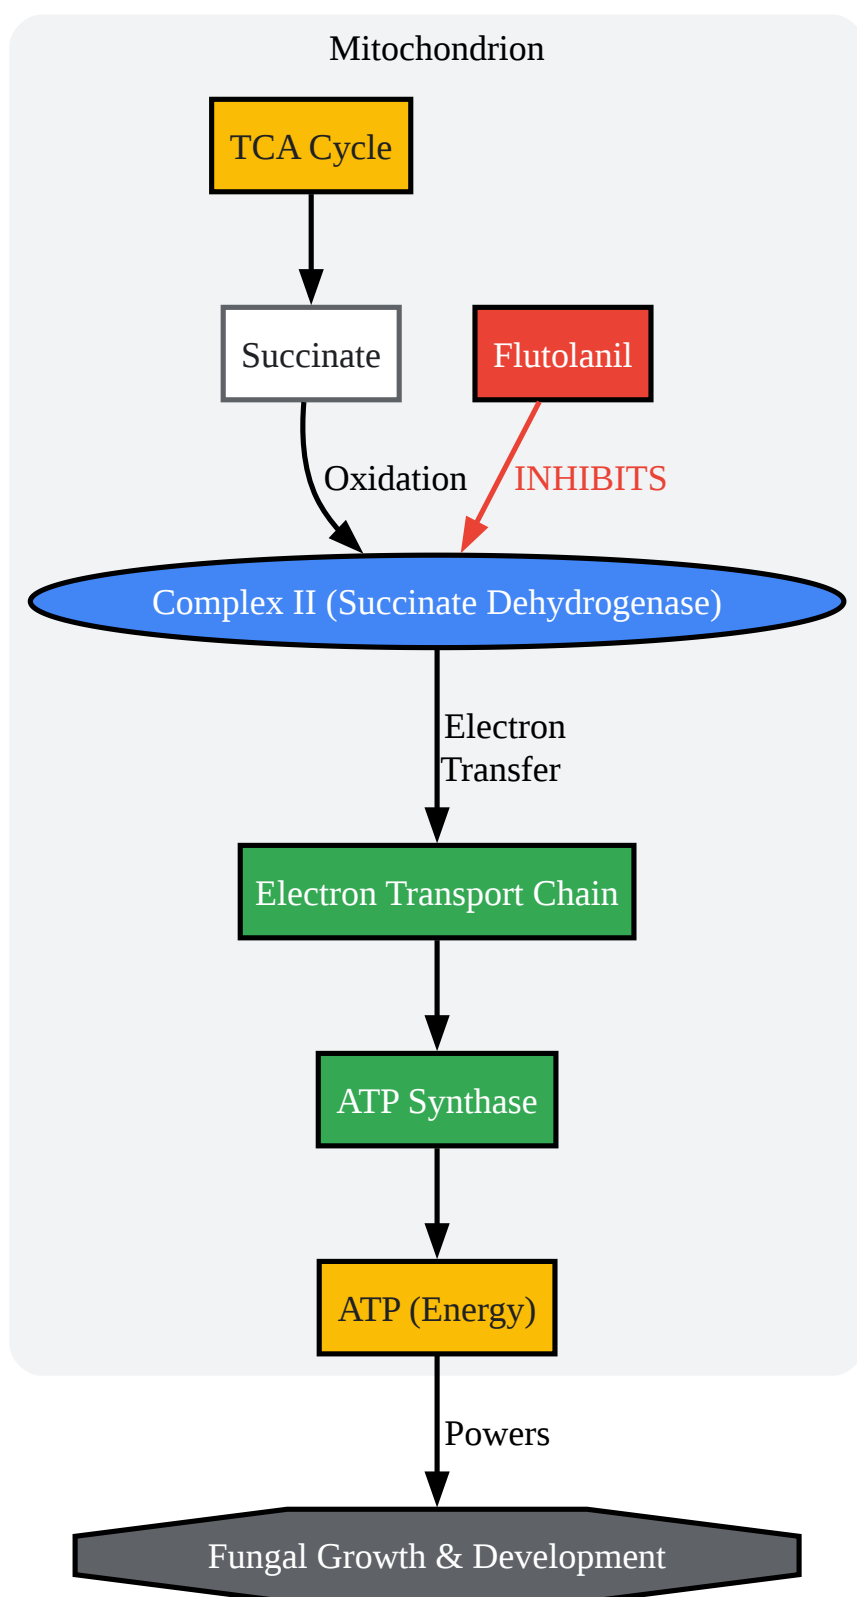 Mitochondrion
TCA Cycle
Succinate
Flutolanil
Oxidation
INHIBITS
Complex II (Succinate Dehydrogenase)
Electron
Transfer
Electron Transport Chain
ATP Synthase
ATP (Energy)
Powers
Fungal Growth & Development